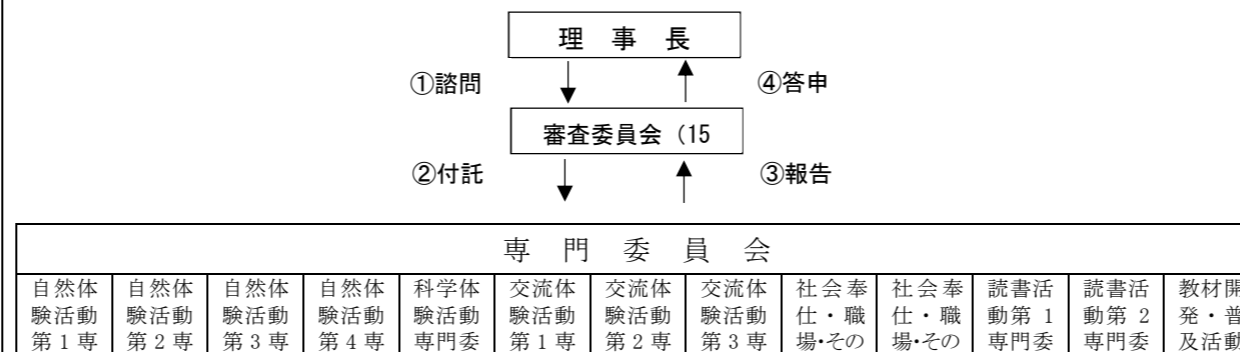 理 事 長
①諮問
④答申
審査委員会（15
②付託
③報告
専 門 委 員 会
自然体
験活動
第１専
自然体
験活動
第２専
自然体
験活動
第３専
自然体
験活動
第４専
科学体
験活動
専門委
交流体
験活動
第１専
交流体
験活動
第２専
交流体
験活動
第３専
社会奉
仕・職
場・その
社会奉
仕・職
場・その
読書活
動第１
専門委
読書活
動第２
専門委
教材開
発・普
及活動